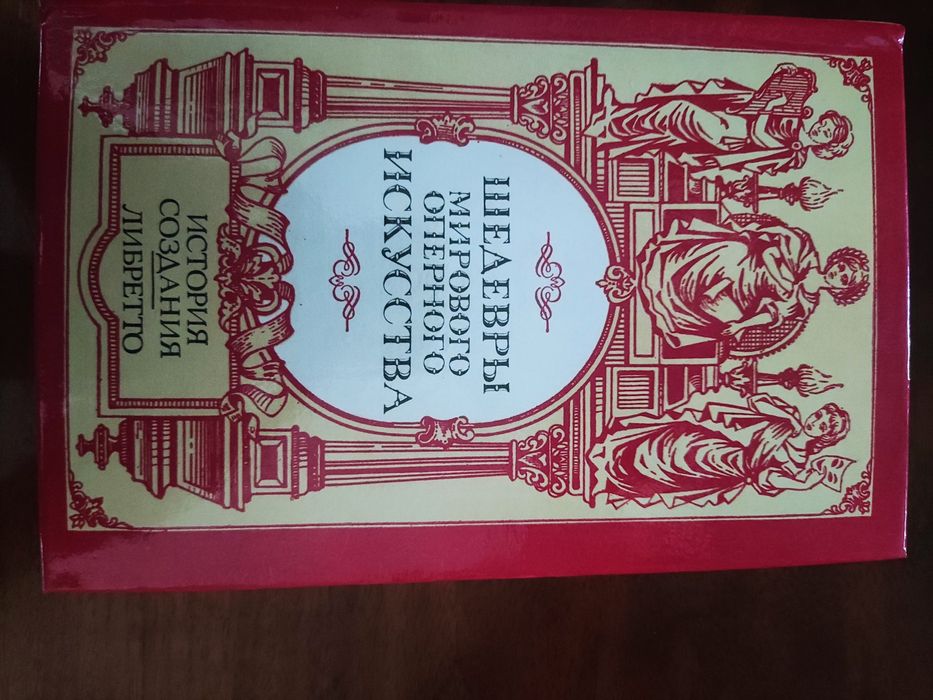 ШЕДЕВРЫ
МИРОВОГО
ОПЕРНОГО
ИСКУССТВА
ИСТОРИЯ
СОЗДАНИЯ
ЛИБРЕТТО